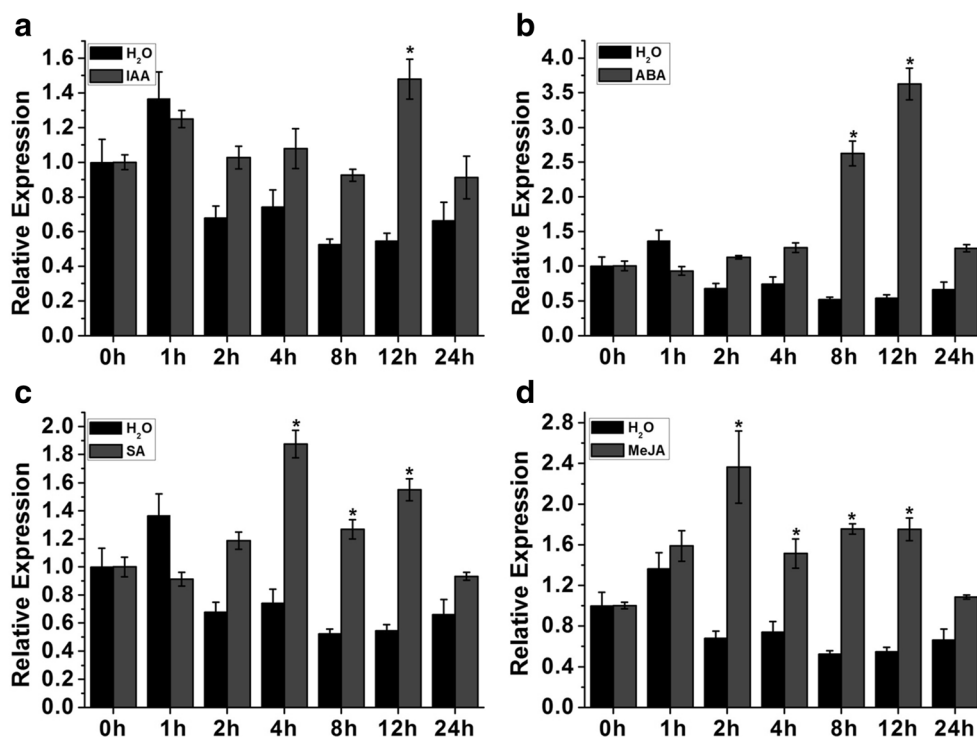 a
H2O
IAA
*
1.6
1.4
1.2
1.0
0.8
0.6
0.4
0.2
0.0
Relative Expression
0h 1h 2h 4h 8h 12h 24h
b
H2O
ABA
* *
4.0
3.5
3.0
2.5
2.0
1.5
1.0
0.5
0.0
Relative Expression
0h 1h 2h 4h 8h 12h 24h
c
H2O
SA
* * *
2.0
1.8
1.6
1.4
1.2
1.0
0.8
0.6
0.4
0.2
0.0
Relative Expression
0h 1h 2h 4h 8h 12h 24h
d
H2O
MeJA
* * * *
2.8
2.4
2.0
1.6
1.2
0.8
0.4
0.0
Relative Expression
0h 1h 2h 4h 8h 12h 24h